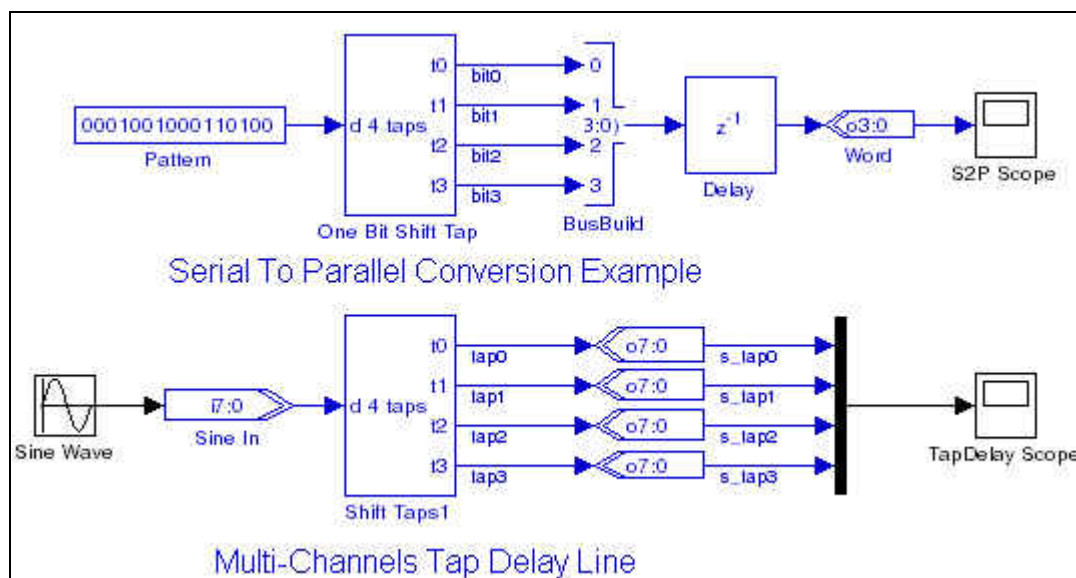 0001001000110100
Pattern
d 4 taps
t0
t1
t2
t3
One Bit Shift Tap
bit0
bit1
bit2
bit3
0
1
3:0)
2
3
BusBuild
z-1
Delay
o3:0
Word
S2P Scope
Serial To Parallel Conversion Example
Sine Wave
i7:0
Sine In
d 4 taps
t0
t1
t2
t3
Shift Taps1
tap0
tap1
tap2
tap3
o7:0
o7:0
o7:0
o7:0
s_tap0
s_tap1
s_tap2
s_tap3
TapDelay Scope
Multi-Channels Tap Delay Line